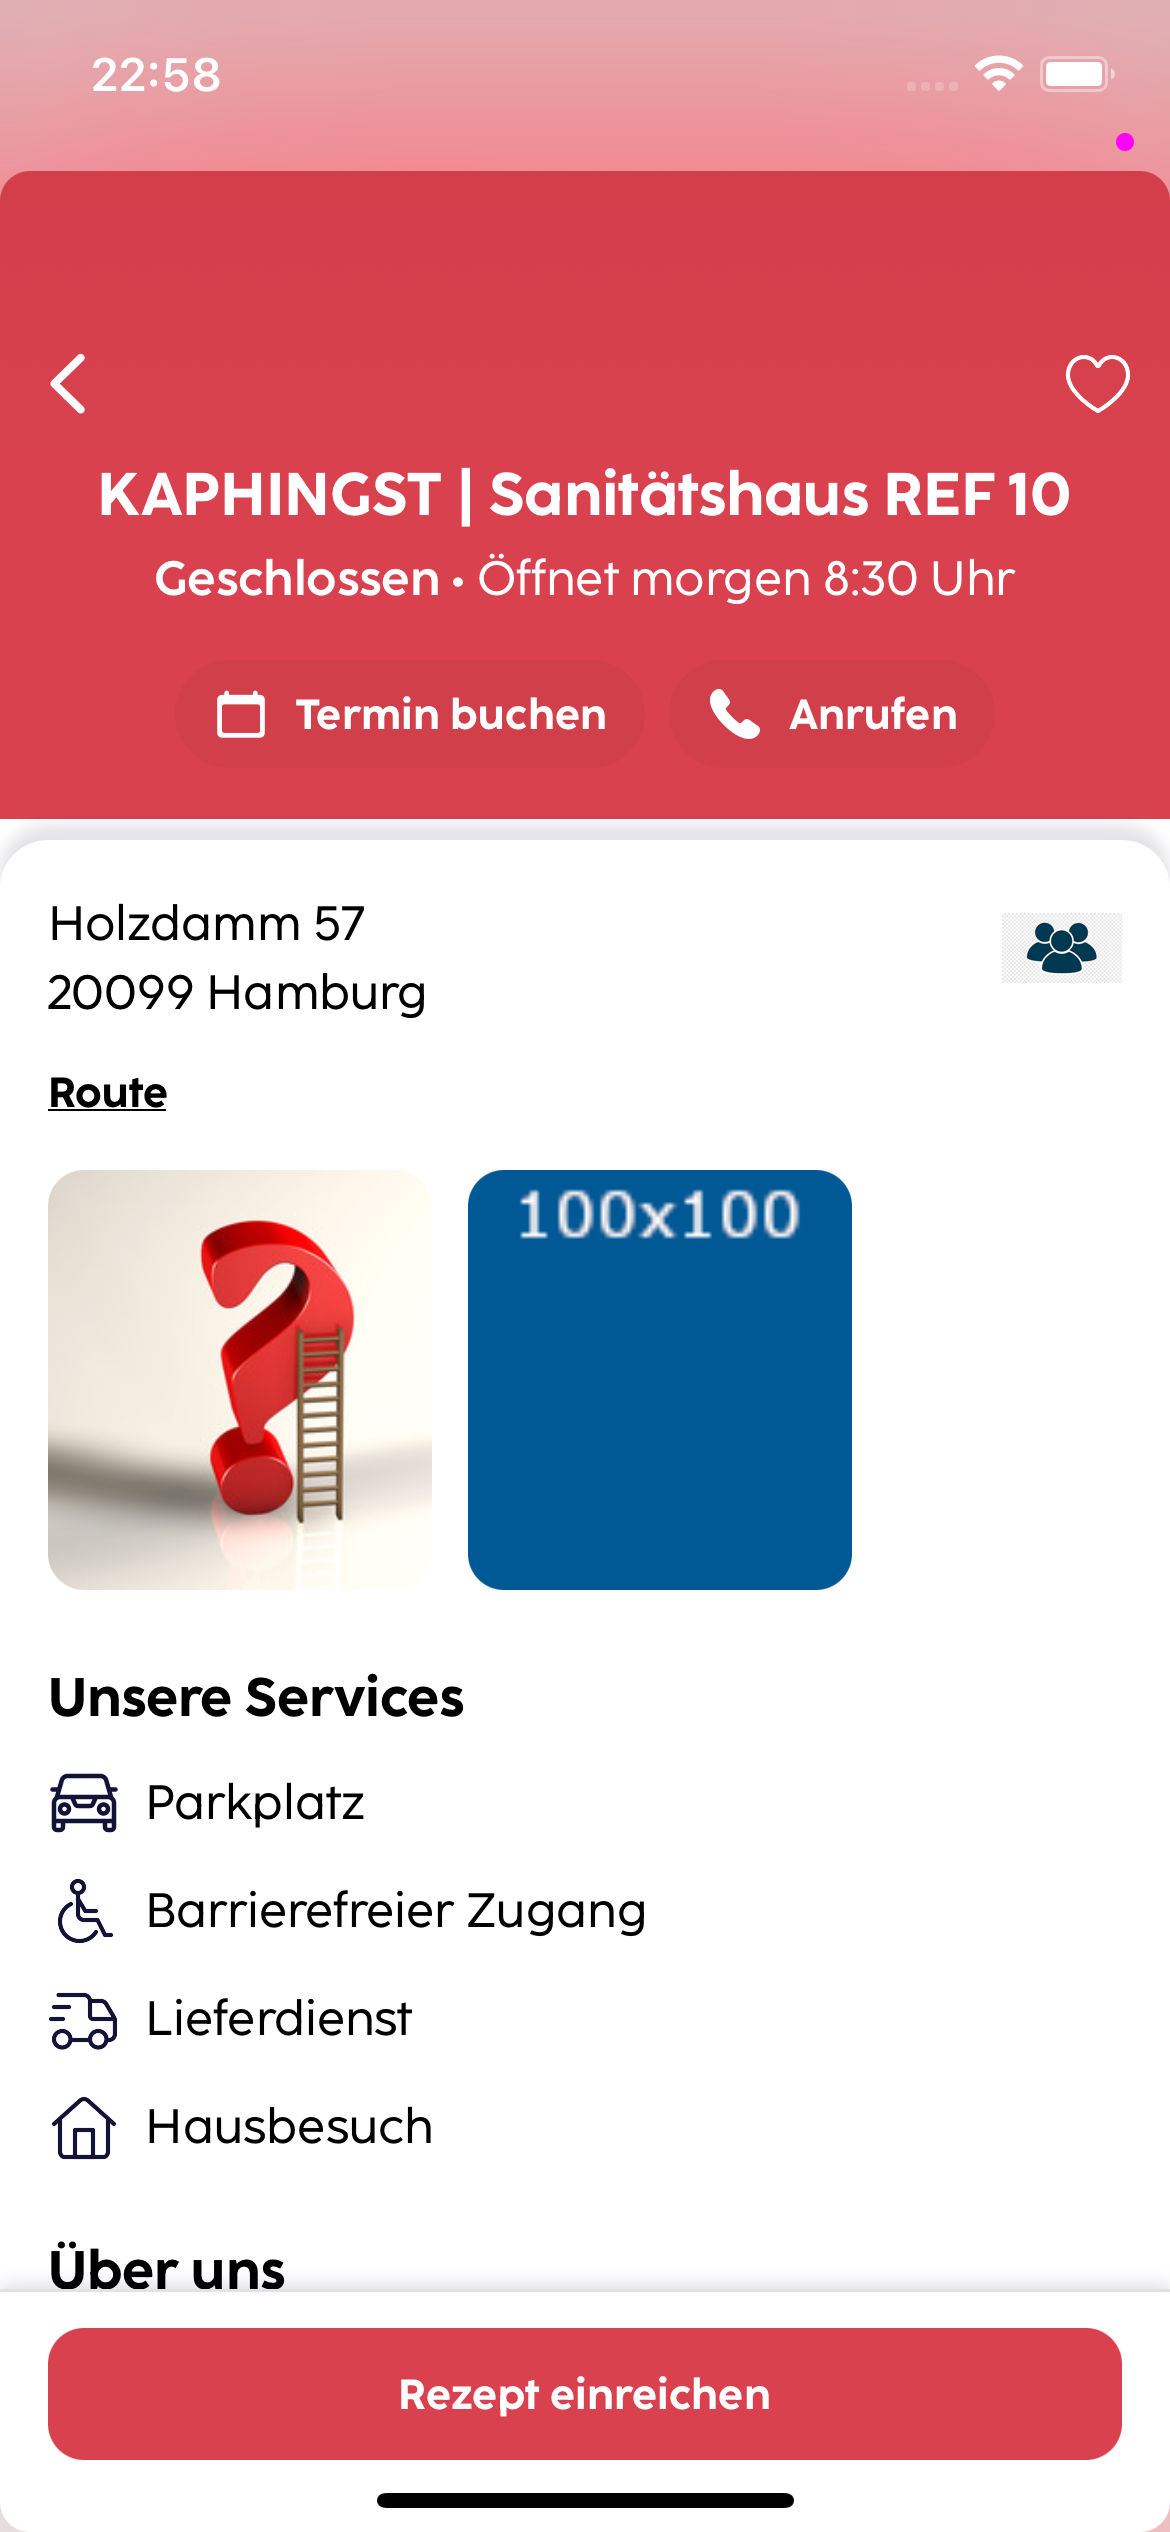 22:58
KAPHINGST | Sanitätshaus REF 10
Geschlossen • Öffnet morgen 8:30 Uhr
Termin buchen
Anrufen
Holzdamm 57
20099 Hamburg
Route
100x100
Unsere Services
Parkplatz
Barrierefreier Zugang
Lieferdienst
Hausbesuch
Über uns
Rezept einreichen